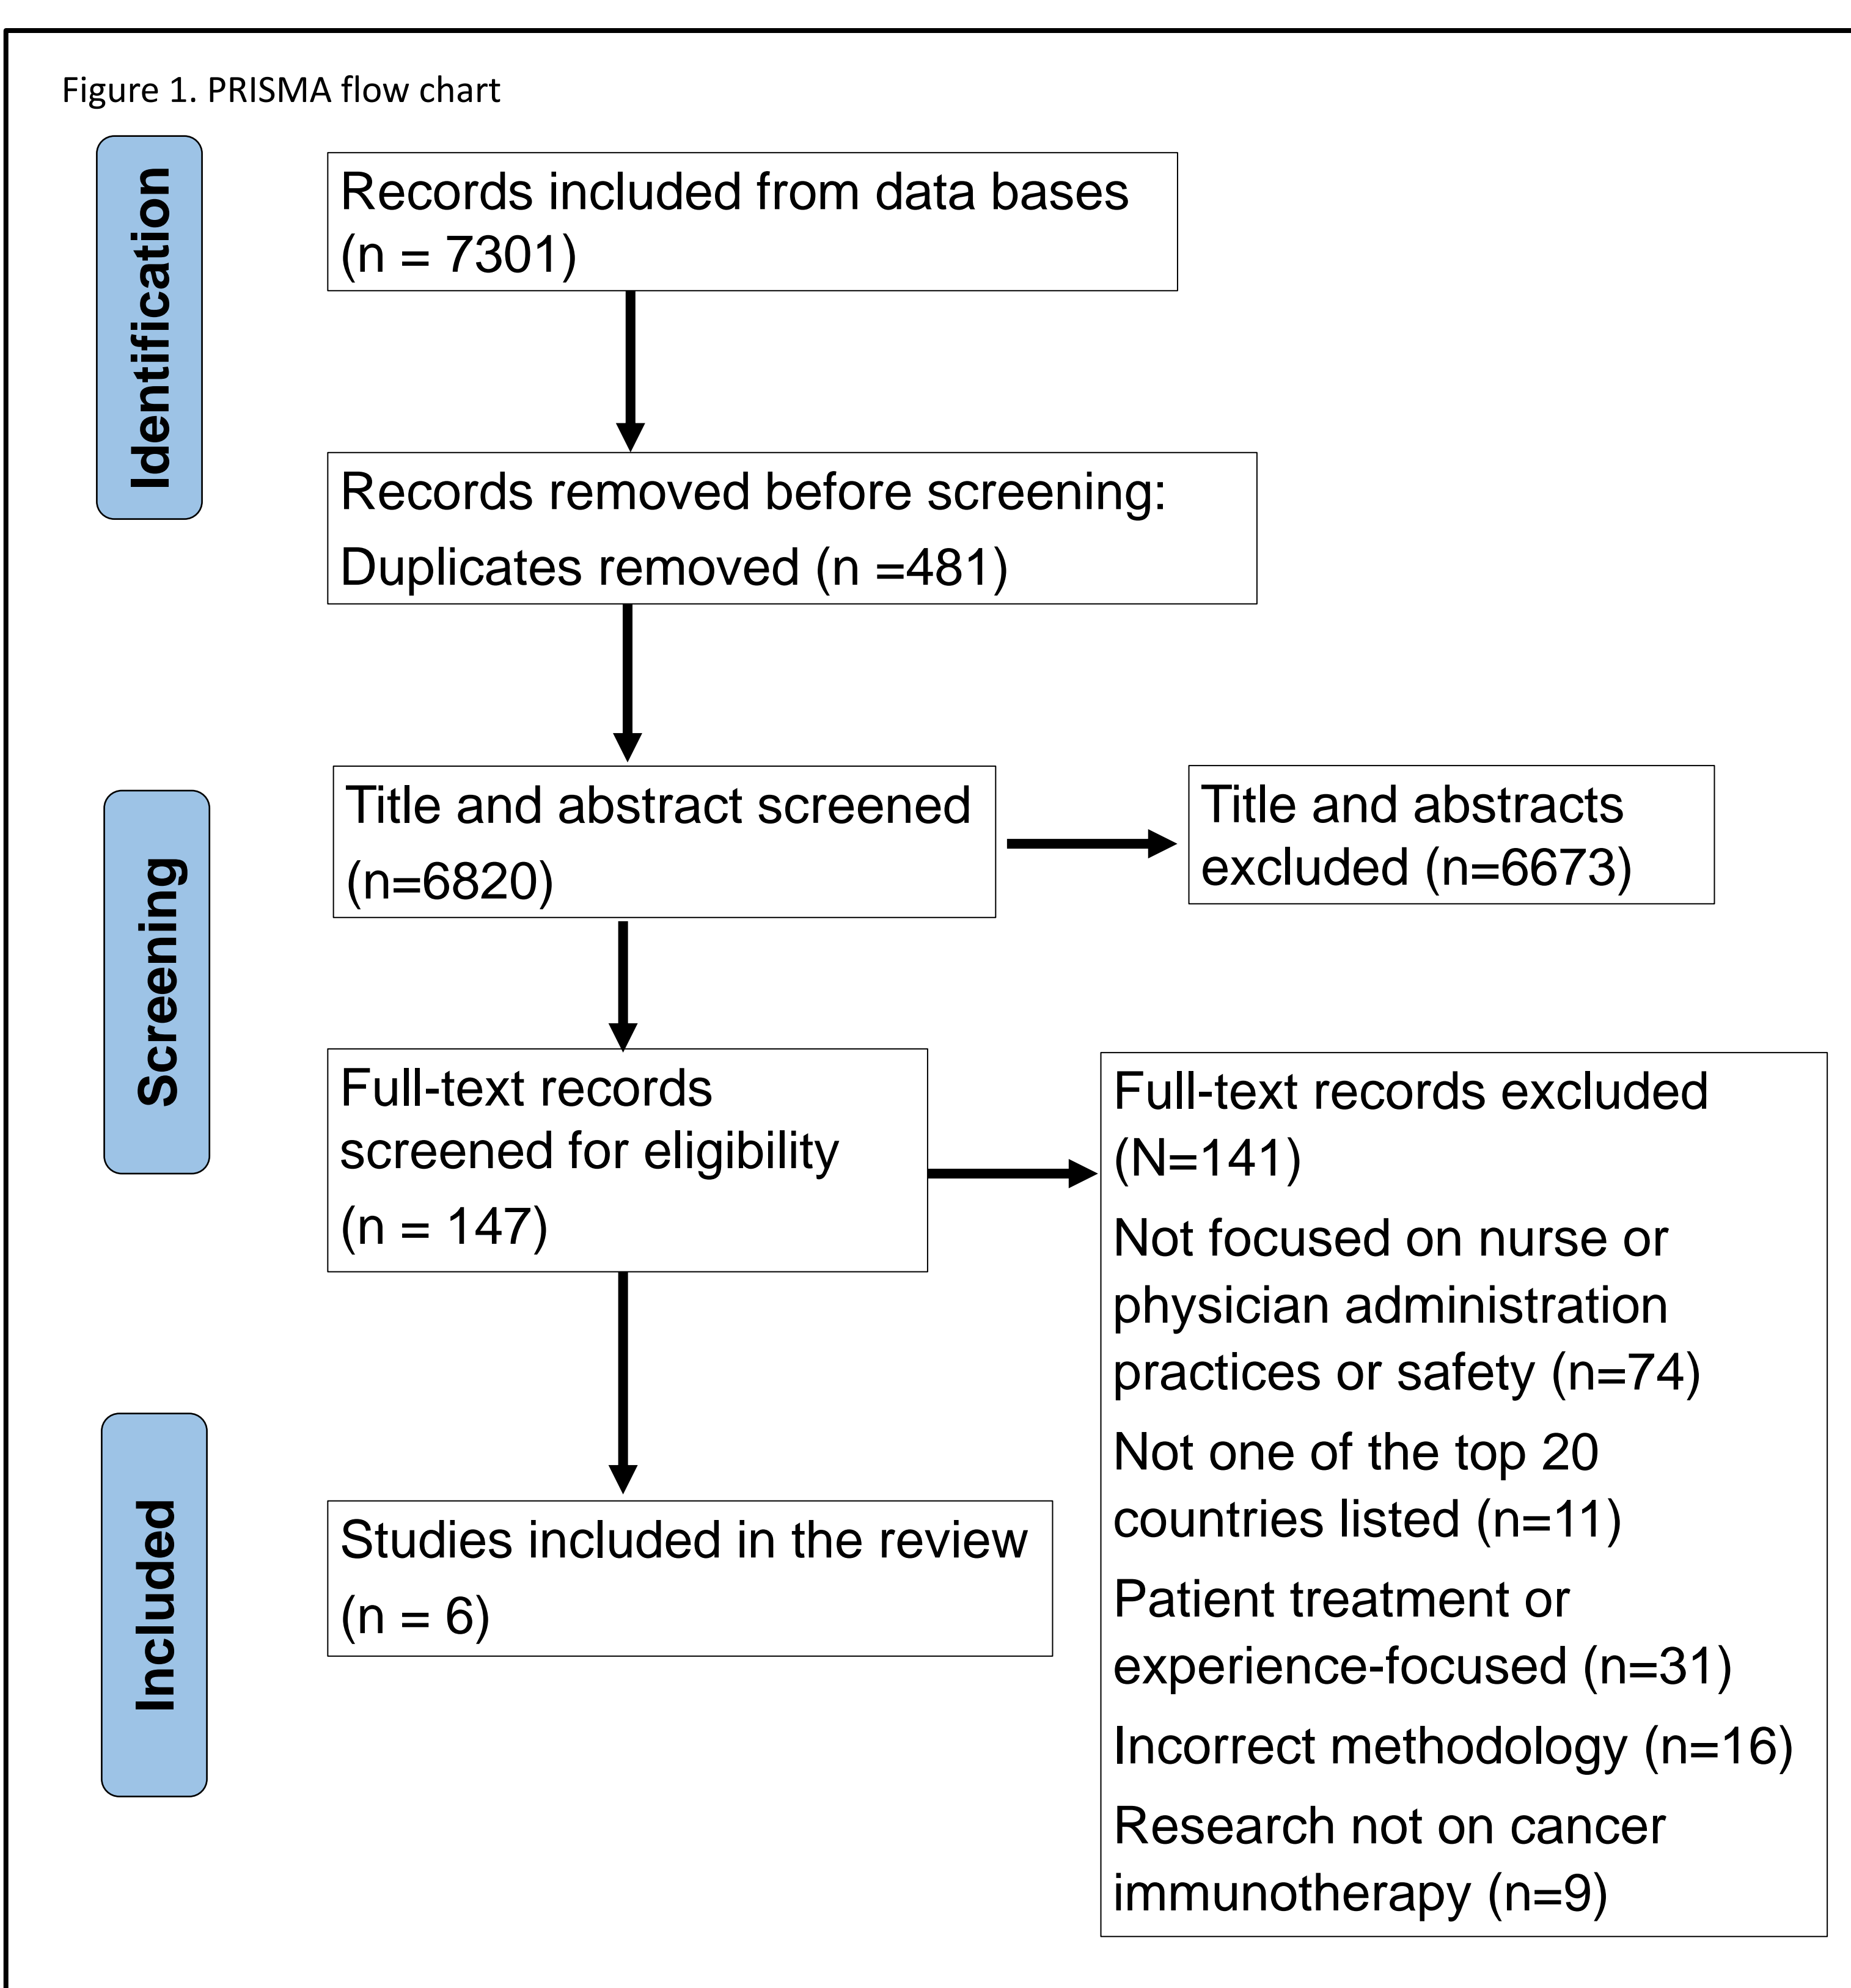 Figure 1. PRISMA flow chart
Identification
Records included from data bases
(n = 7301)
Records removed before screening:
Duplicates removed (n =481)
Screening
Title and abstract screened
(n=6820)
Title and abstracts
excluded (n=6673)
Full-text records
screened for eligibility
(n = 147)
Full-text records excluded
(N=141)
Not focused on nurse or
physician administration
practices or safety (n=74)
Not one of the top 20
countries listed (n=11)
Patient treatment or
experience-focused (n=31)
Incorrect methodology (n=16)
Research not on cancer
immunotherapy (n=9)
Included
Studies included in the review
(n = 6)